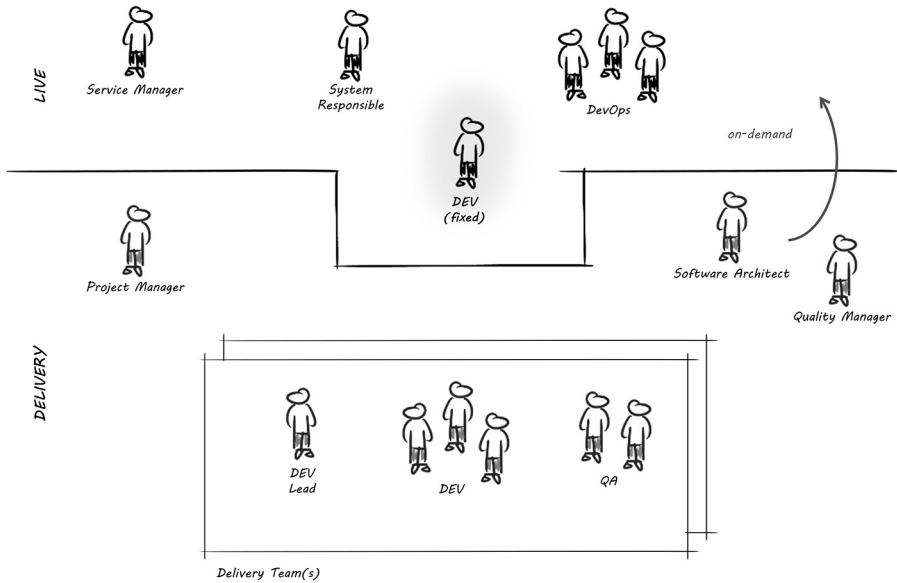 LIVE
Service Manager
System
Responsible
DevOps
on-demand
DEV
(fixed)
Project Manager
Software Architect
Quality Manager
DELIVERY
DEV
Lead
DEV
QA
Delivery Team(s)